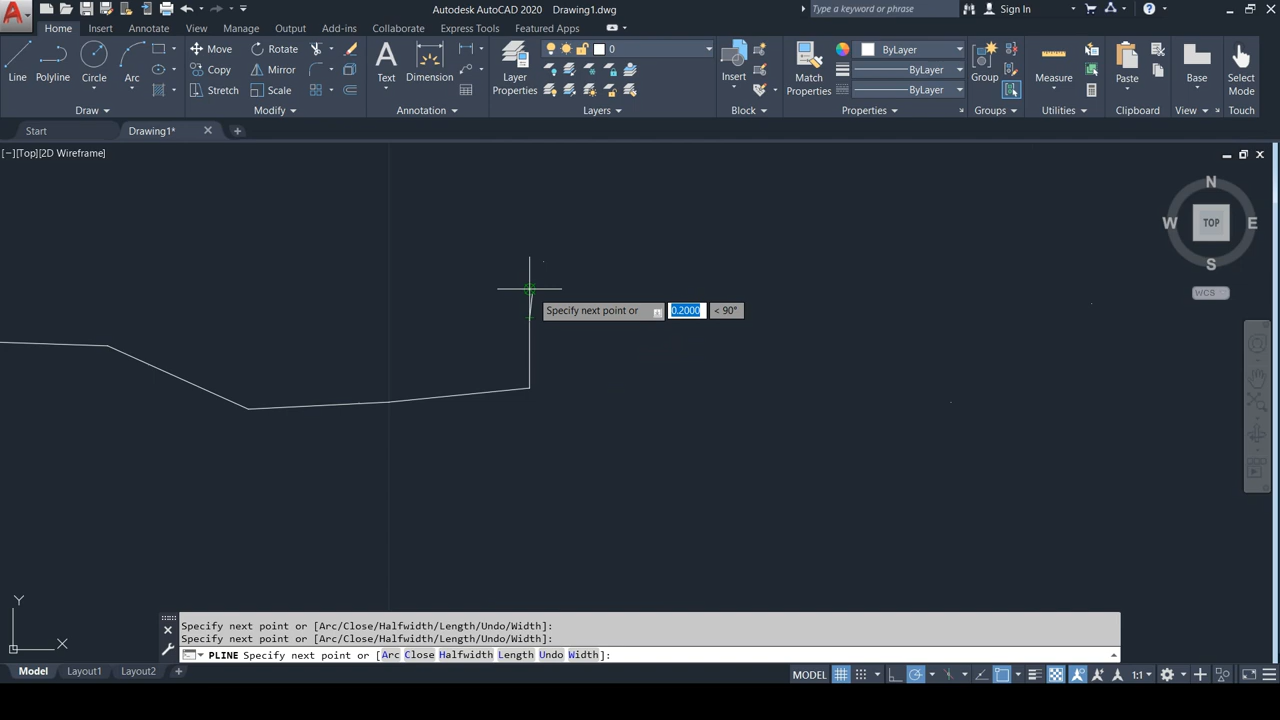 Autodesk AutoCAD 2020 Drawing1.dwg
Type a keyword or phrase
Sign In
Home Insert Annotate View Manage Output Collaborate Express Tools Featured Apps
Line Polyline Circle Arc
Move Rotate
Copy Mirror
Stretch Scale
Text Dimension
Layer Properties
0
Insert
Match Properties
ByLayer
ByLayer
ByLayer
Group
Measure
Paste
Base
Select Mode
Draw Modify Annotation Layers Block Properties Groups Utilities Clipboard View Touch
Start Drawing1*
[−][Top][2D Wireframe]
N
W TOP E
S
WCS
Specify next point or 0.2000 < 90°
Y
X
Specify next point or [Arc/Close/Halfwidth/Length/Undo/Width]:
Specify next point or [Arc/Close/Halfwidth/Length/Undo/Width]:
PLINE Specify next point or [Arc Close Halfwidth Length Undo Width]:
Model Layout1 Layout2
MODEL 1:1